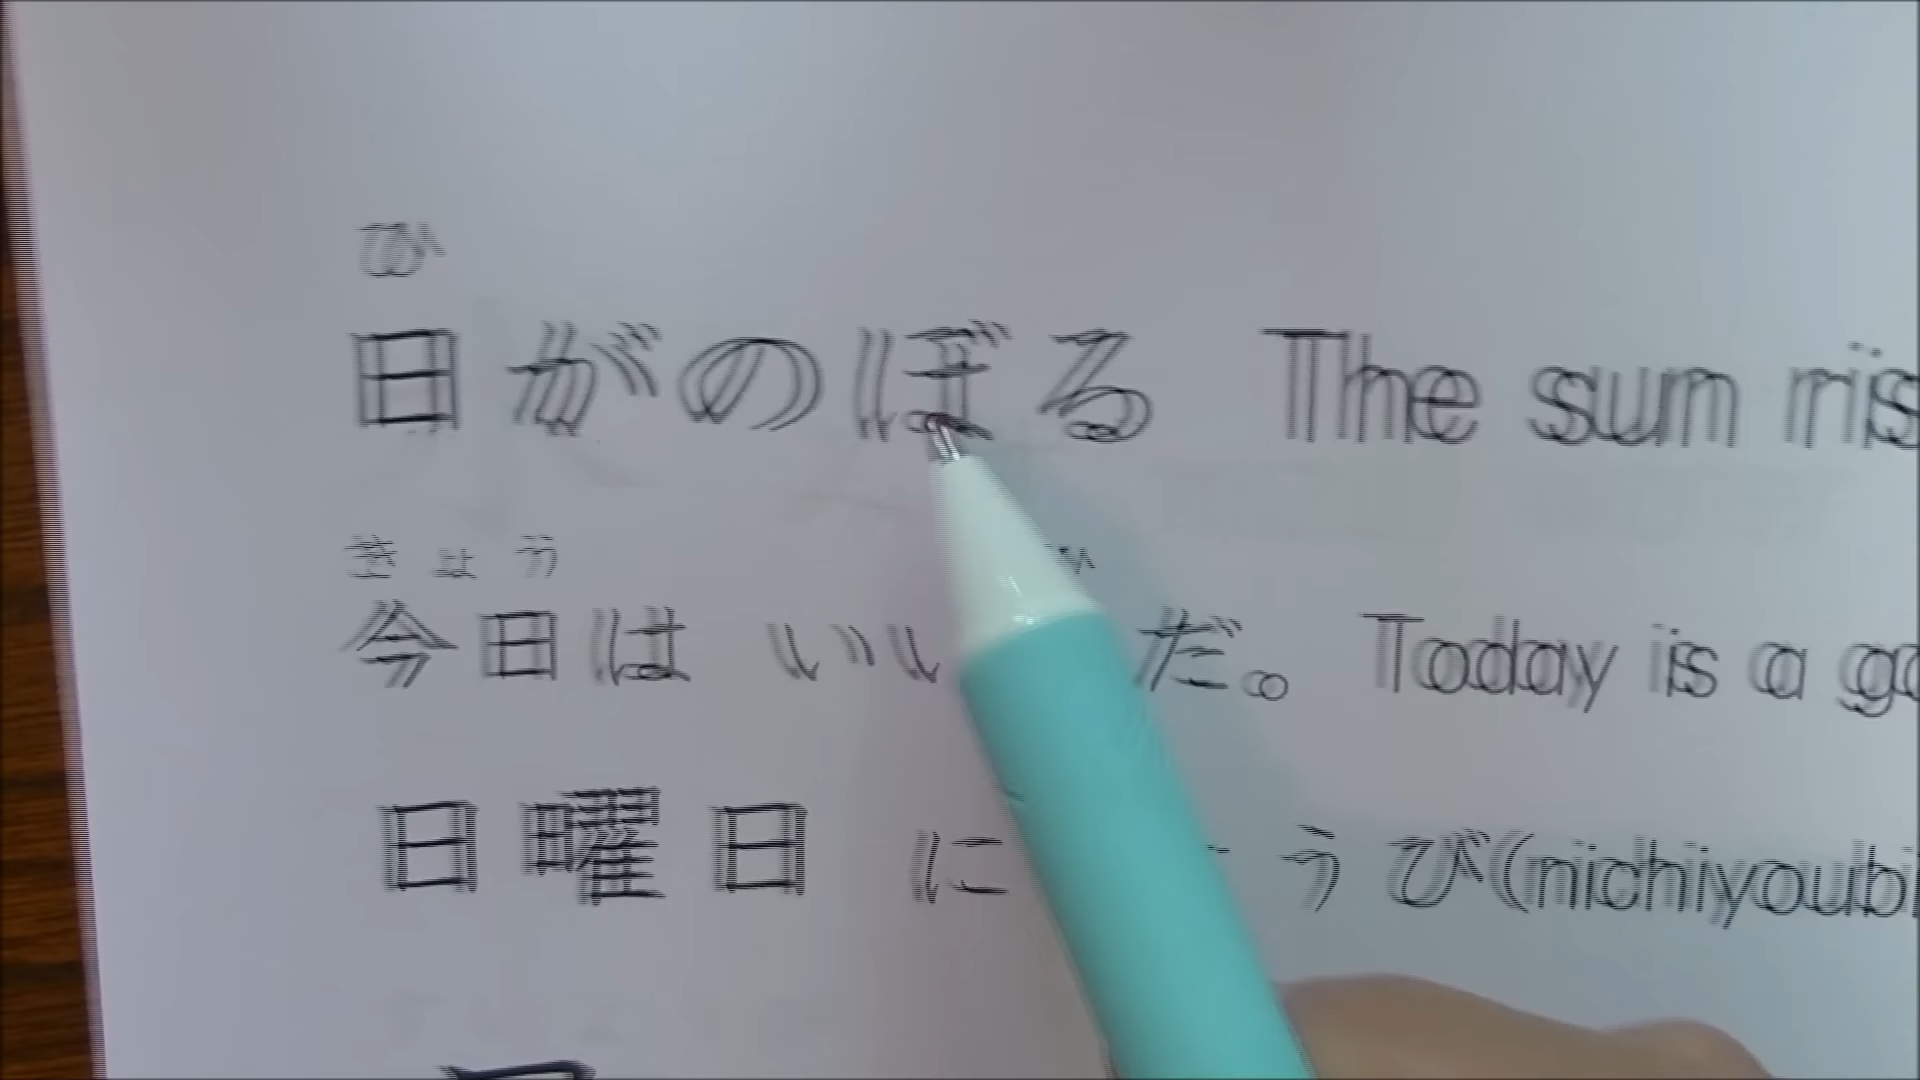 ひ
日がのぼる The sun ris
きょう
今日は いい だ。 Today is a go
日曜日 に うび(nichiyoubi